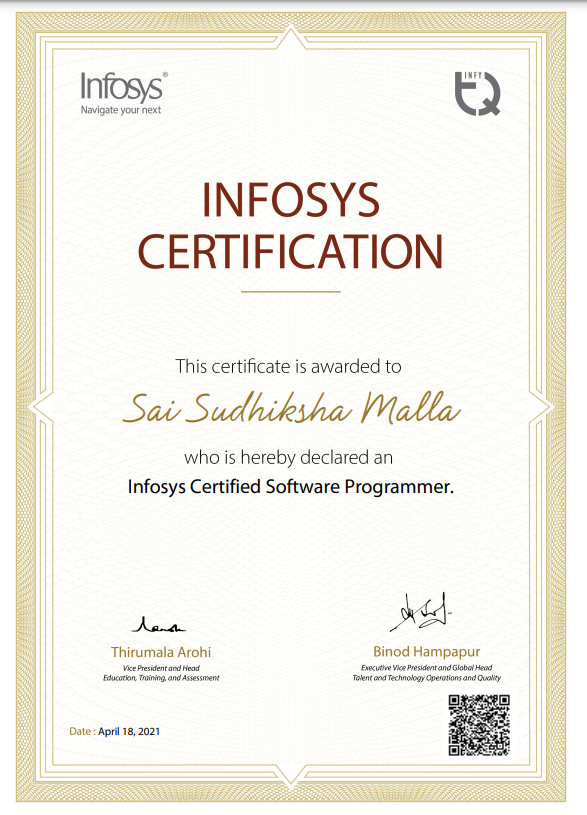 Infosys®
Navigate your next
INFY
TQ
INFOSYS
CERTIFICATION
This certificate is awarded to
Sai Sudhiksha Malla
who is hereby declared an
Infosys Certified Software Programmer.
Thirumala Arohi
Vice President and Head
Education, Training, and Assessment
Binod Hampapur
Executive Vice President and Global Head
Talent and Technology Operations and Quality
Date : April 18, 2021